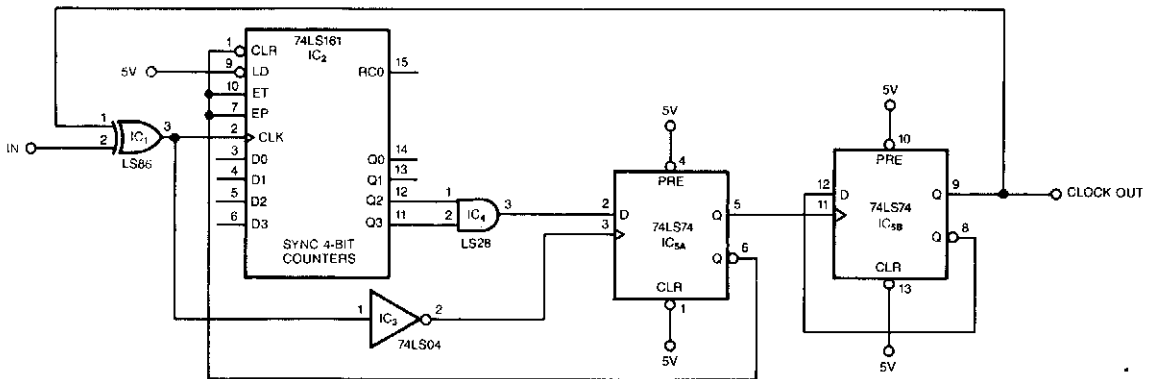 74LS161
IC2
1
CLR
5V
9
LD
RC0
15
10
ET
7
EP
1
2
IN
IC1
3
LS86
2
CLK
3
D0
Q0
14
4
D1
Q1
13
5
D2
Q2
12
6
D3
Q3
11
SYNC 4-BIT
COUNTERS
1
2
IC4
3
LS28
1
IC3
2
74LS04
5V
4
PRE
2
D
Q
5
3
74LS74
IC5A
Q
6
CLR
1
5V
5V
10
PRE
12
D
Q
9
11
74LS74
IC5B
Q
8
CLR
13
5V
CLOCK OUT